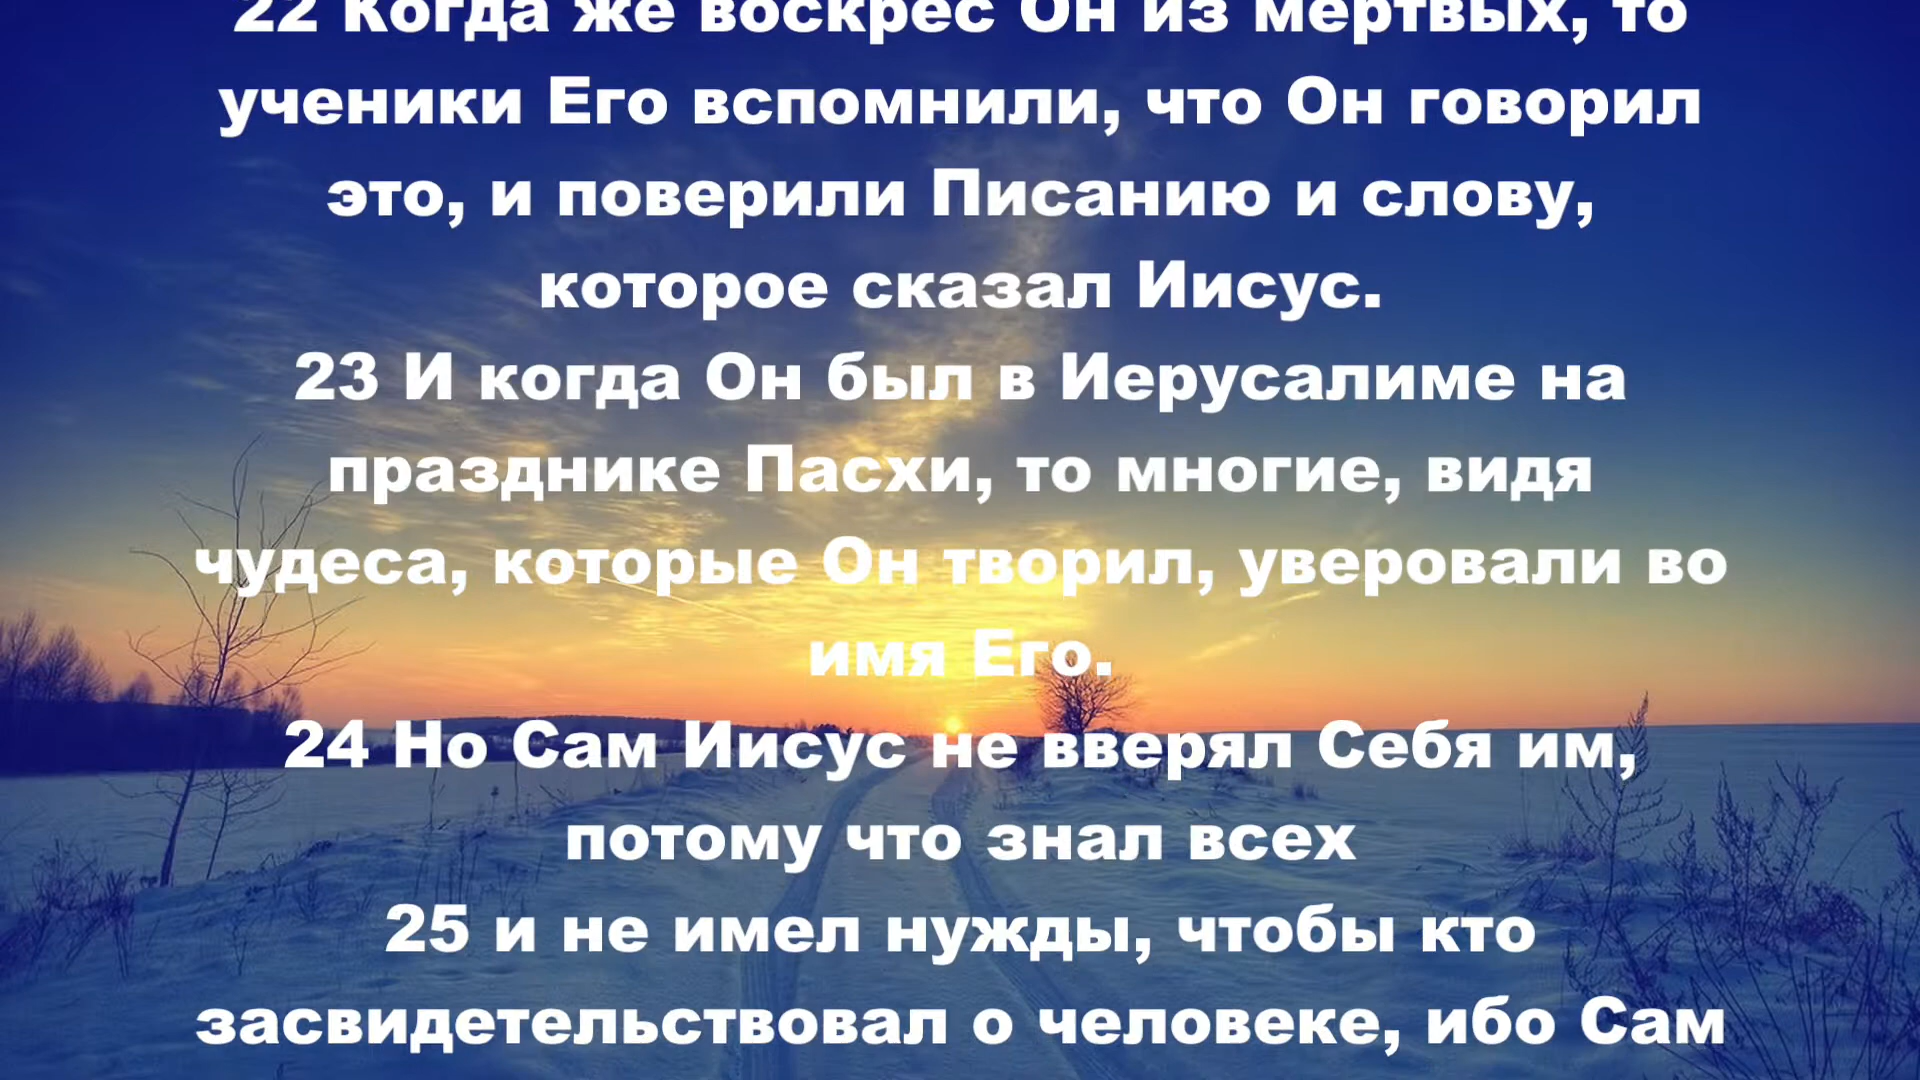 22 Когда же воскрес Он из мертвых, то
ученики Его вспомнили, что Он говорил
это, и поверили Писанию и слову,
которое сказал Иисус.
23 И когда Он был в Иерусалиме на
празднике Пасхи, то многие, видя
чудеса, которые Он творил, уверовали во
имя Его.
24 Но Сам Иисус не вверял Себя им,
потому что знал всех
25 и не имел нужды, чтобы кто
засвидетельствовал о человеке, ибо Сам